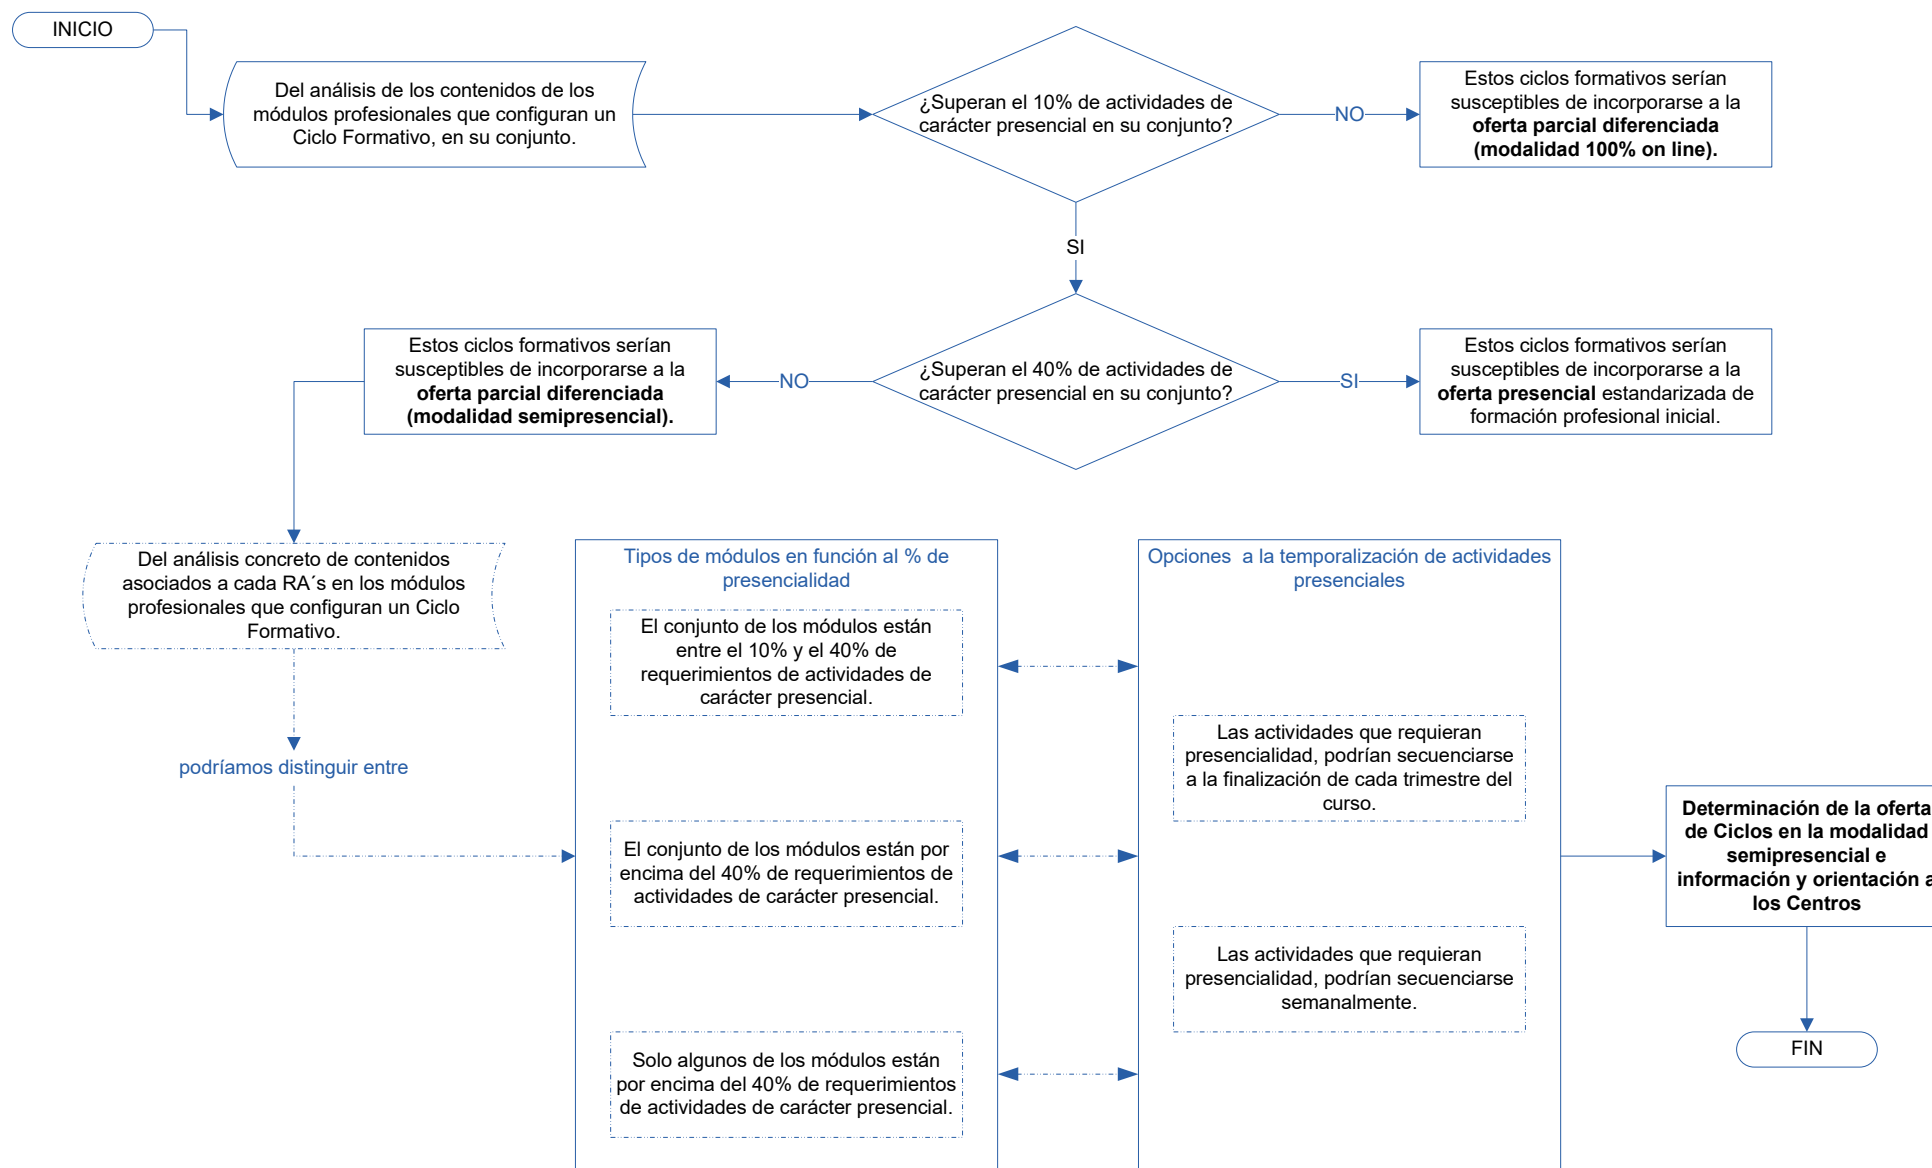 INICIO
Del análisis de los contenidos de los
módulos profesionales que configuran un
Ciclo Formativo, en su conjunto.
¿Superan el 10% de actividades de
carácter presencial en su conjunto?
NO
Estos ciclos formativos serían
susceptibles de incorporarse a la
oferta parcial diferenciada
(modalidad 100% on line).
SI
Estos ciclos formativos serían
susceptibles de incorporarse a la
oferta parcial diferenciada
(modalidad semipresencial).
NO
¿Superan el 40% de actividades de
carácter presencial en su conjunto?
SI
Estos ciclos formativos serían
susceptibles de incorporarse a la
oferta presencial estandarizada de
formación profesional inicial.
Del análisis concreto de contenidos
asociados a cada RA´s en los módulos
profesionales que configuran un Ciclo
Formativo.
podríamos distinguir entre
Tipos de módulos en función al % de
presencialidad
El conjunto de los módulos están
entre el 10% y el 40% de
requerimientos de actividades de
carácter presencial.
El conjunto de los módulos están por
encima del 40% de requerimientos de
actividades de carácter presencial.
Solo algunos de los módulos están
por encima del 40% de requerimientos
de actividades de carácter presencial.
Opciones a la temporalización de actividades
presenciales
Las actividades que requieran
presencialidad, podrían secuenciarse
a la finalización de cada trimestre del
curso.
Las actividades que requieran
presencialidad, podrían secuenciarse
semanalmente.
Determinación de la oferta
de Ciclos en la modalidad
semipresencial e
información y orientación a
los Centros
FIN